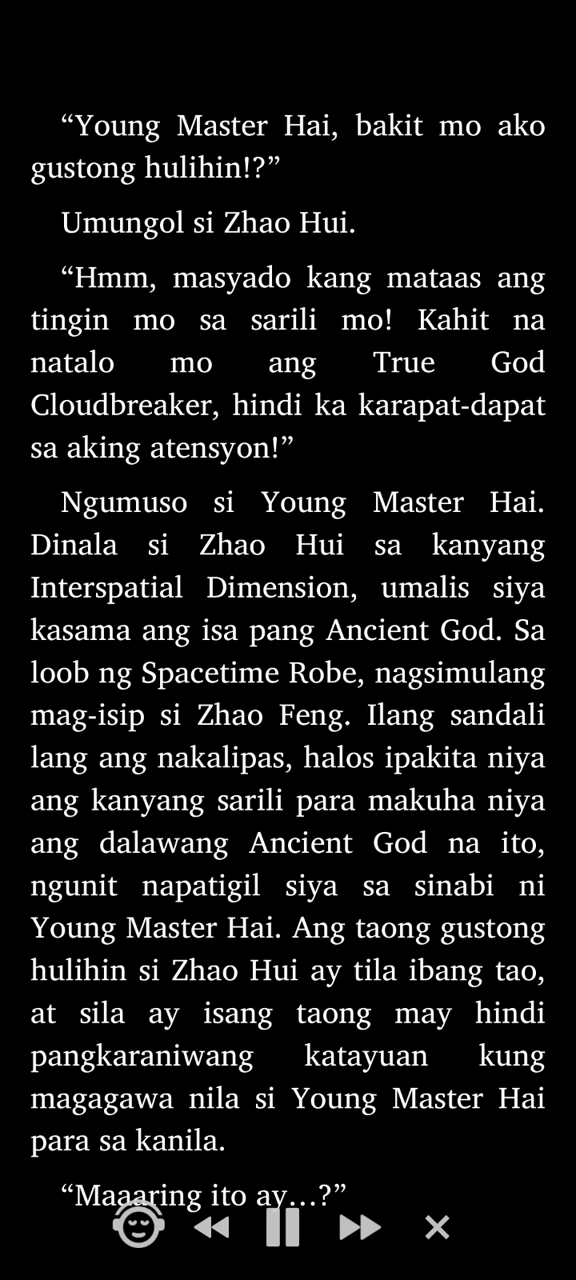 “Young Master Hai, bakit mo ako
gustong hulihin!?”
Umungol si Zhao Hui.
“Hmm, masyado kang mataas ang
tingin mo sa sarili mo! Kahit na
natalo mo ang True God
Cloudbreaker, hindi ka karapat-dapat
sa aking atensyon!”
Ngumuso si Young Master Hai.
Dinala si Zhao Hui sa kanyang
Interspatial Dimension, umalis siya
kasama ang isa pang Ancient God. Sa
loob ng Spacetime Robe, nagsimulang
mag-isip si Zhao Feng. Ilang sandali
lang ang nakalipas, halos ipakita niya
ang kanyang sarili para makuha niya
ang dalawang Ancient God na ito,
ngunit napatigil siya sa sinabi ni
Young Master Hai. Ang taong gustong
hulihin si Zhao Hui ay tila ibang tao,
at sila ay isang taong may hindi
pangkaraniwang katayuan kung
magagawa nila si Young Master Hai
para sa kanila.
“Maaaring ito ay…?”